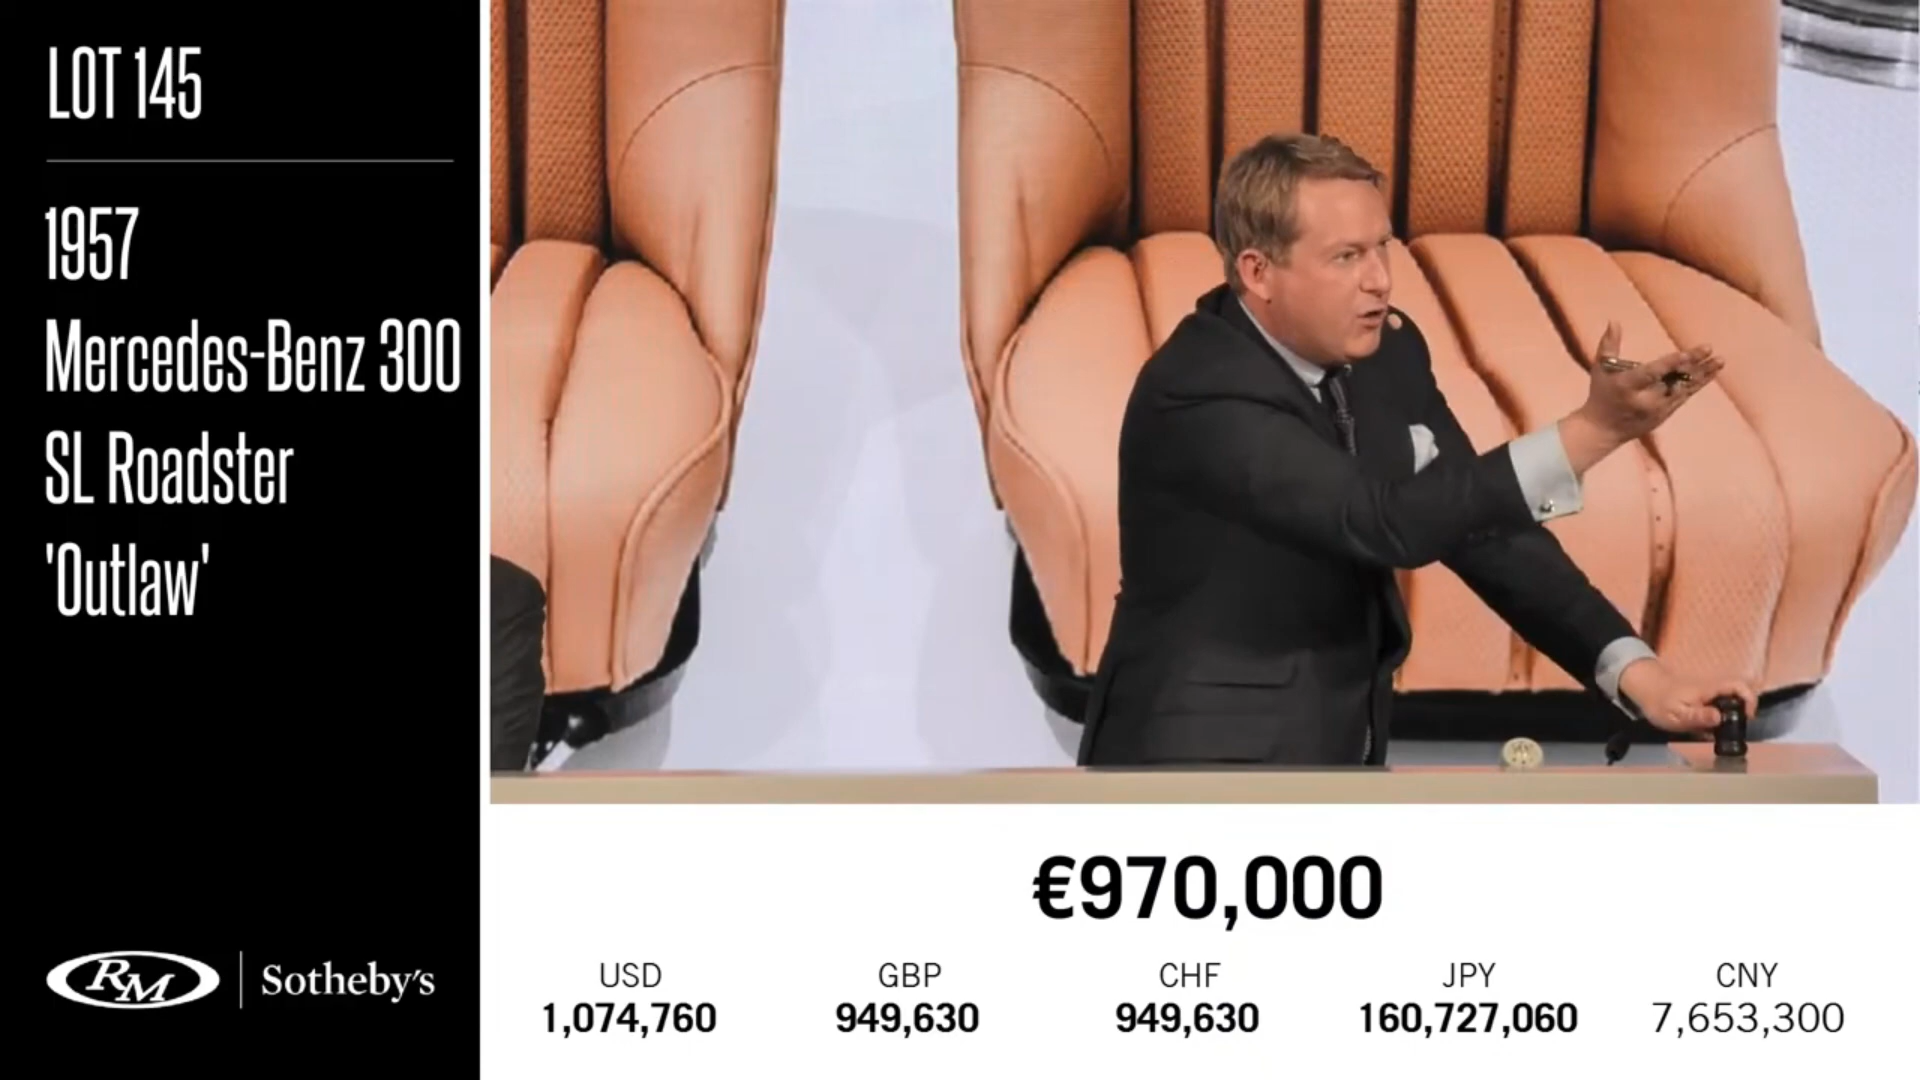 LOT 145
1957
Mercedes-Benz 300
SL Roadster
'Outlaw'
RM Sotheby's
€970,000
USD GBP CHF JPY CNY
1,074,760 949,630 949,630 160,727,060 7,653,300